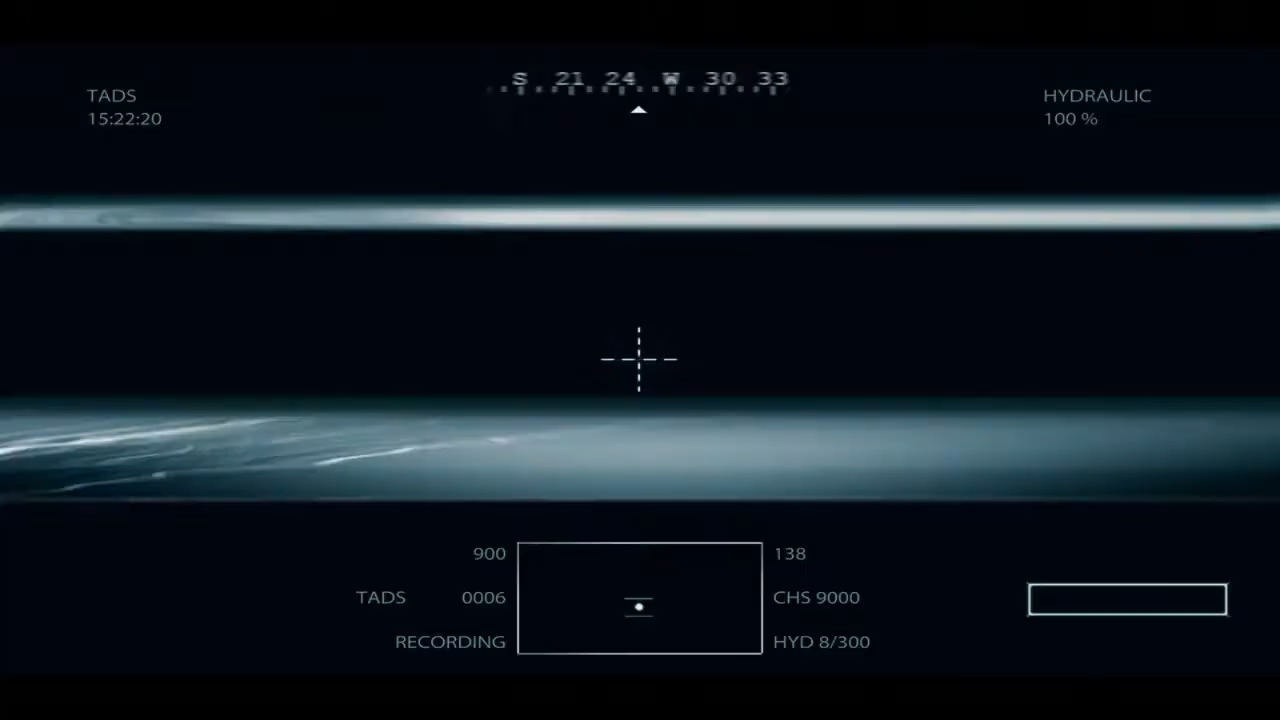 S 21 24 W 30 33
TADS
15:22:20
HYDRAULIC
100 %
900
138
TADS 0006
CHS 9000
RECORDING
HYD 8/300